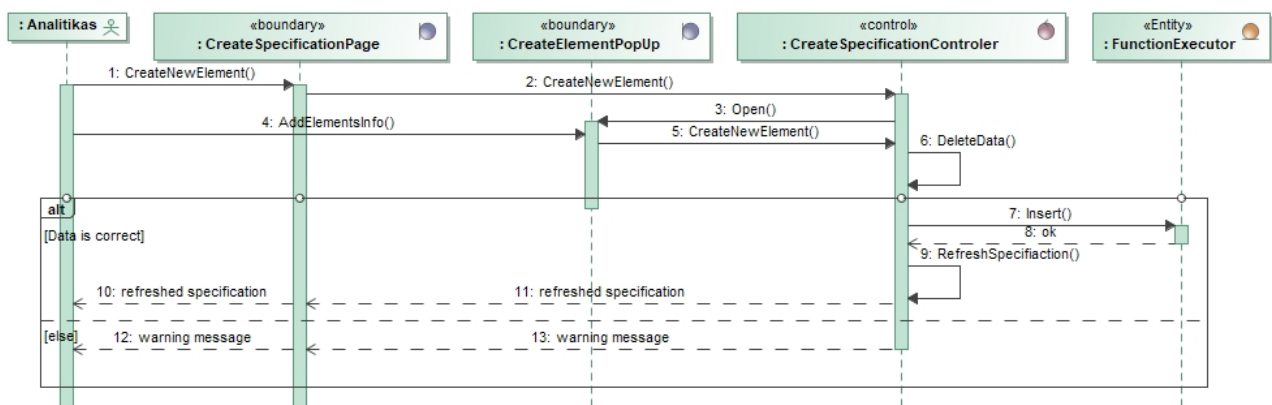 : Analitikas
«boundary»
: CreateSpecificationPage
«boundary»
: CreateElementPopUp
«control»
: CreateSpecificationControler
«Entity»
: FunctionExecutor
1: CreateNewElement()
2: CreateNewElement()
3: Open()
4: AddElementsInfo()
5: CreateNewElement()
6: DeleteData()
alt
7: Insert()
[Data is correct]
8: ok
9: RefreshSpecifiaction()
10: refreshed specification
11: refreshed specification
[else]
12: warning message
13: warning message